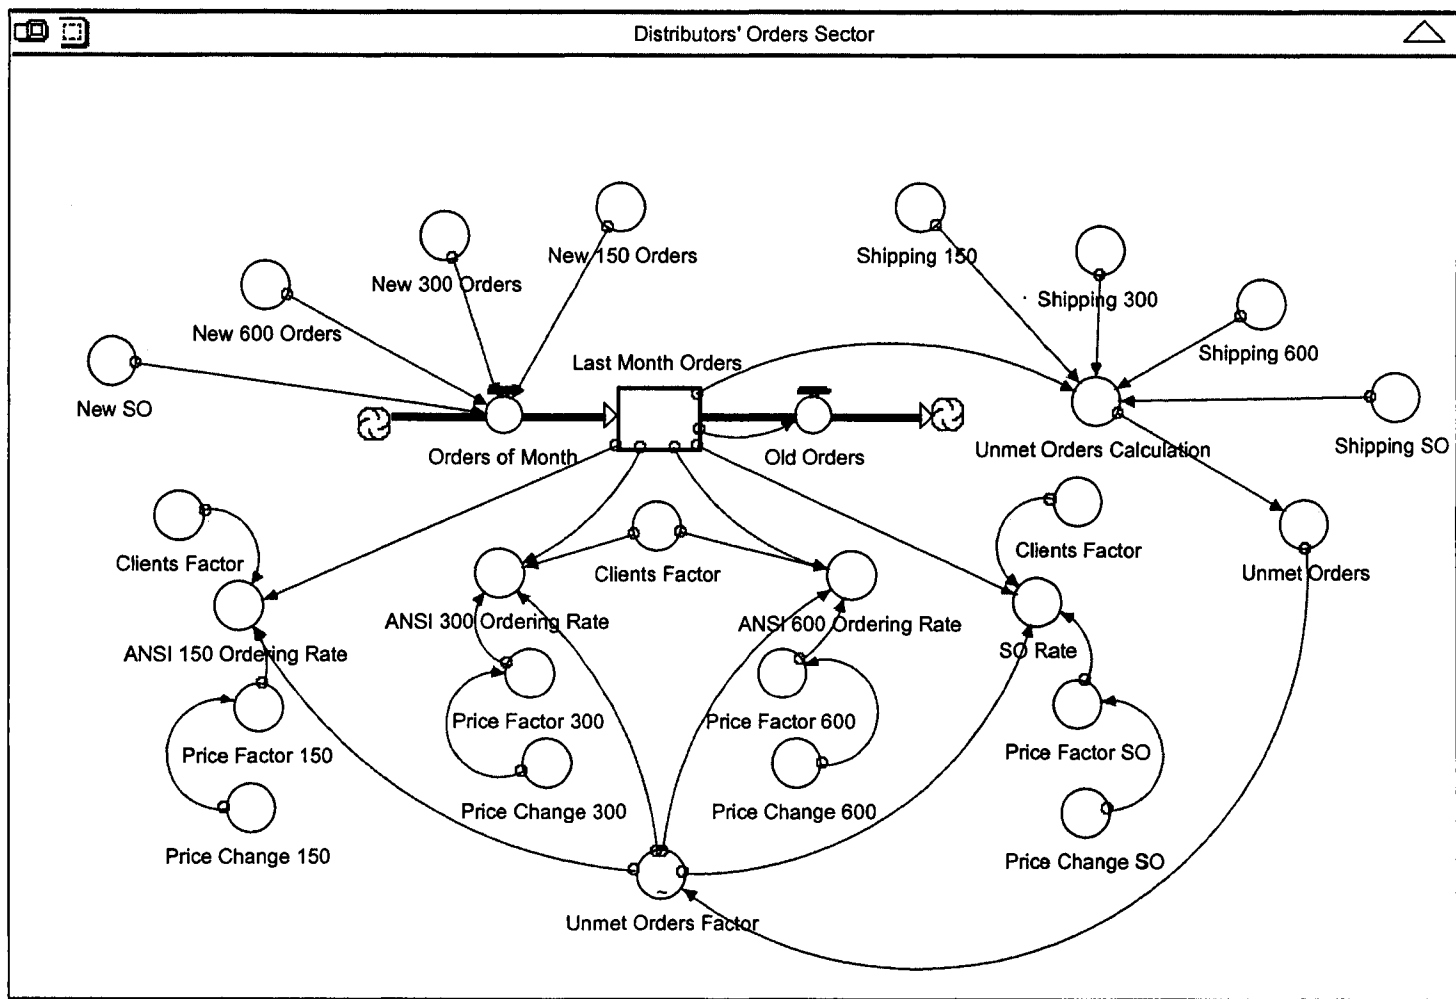 Distributors' Orders Sector
New 150 Orders
Shipping 150
New 300 Orders
Shipping 300
New 600 Orders
Shipping 600
Last Month Orders
New SO
Orders of Month
Old Orders
Unmet Orders Calculation
Shipping SO
Clients Factor
Clients Factor
Clients Factor
Unmet Orders
ANSI 150 Ordering Rate
ANSI 300 Ordering Rate
ANSI 600 Ordering Rate
SO Rate
Price Factor 150
Price Factor 300
Price Factor 600
Price Factor SO
Price Change 150
Price Change 300
Price Change 600
Price Change SO
~
Unmet Orders Factor